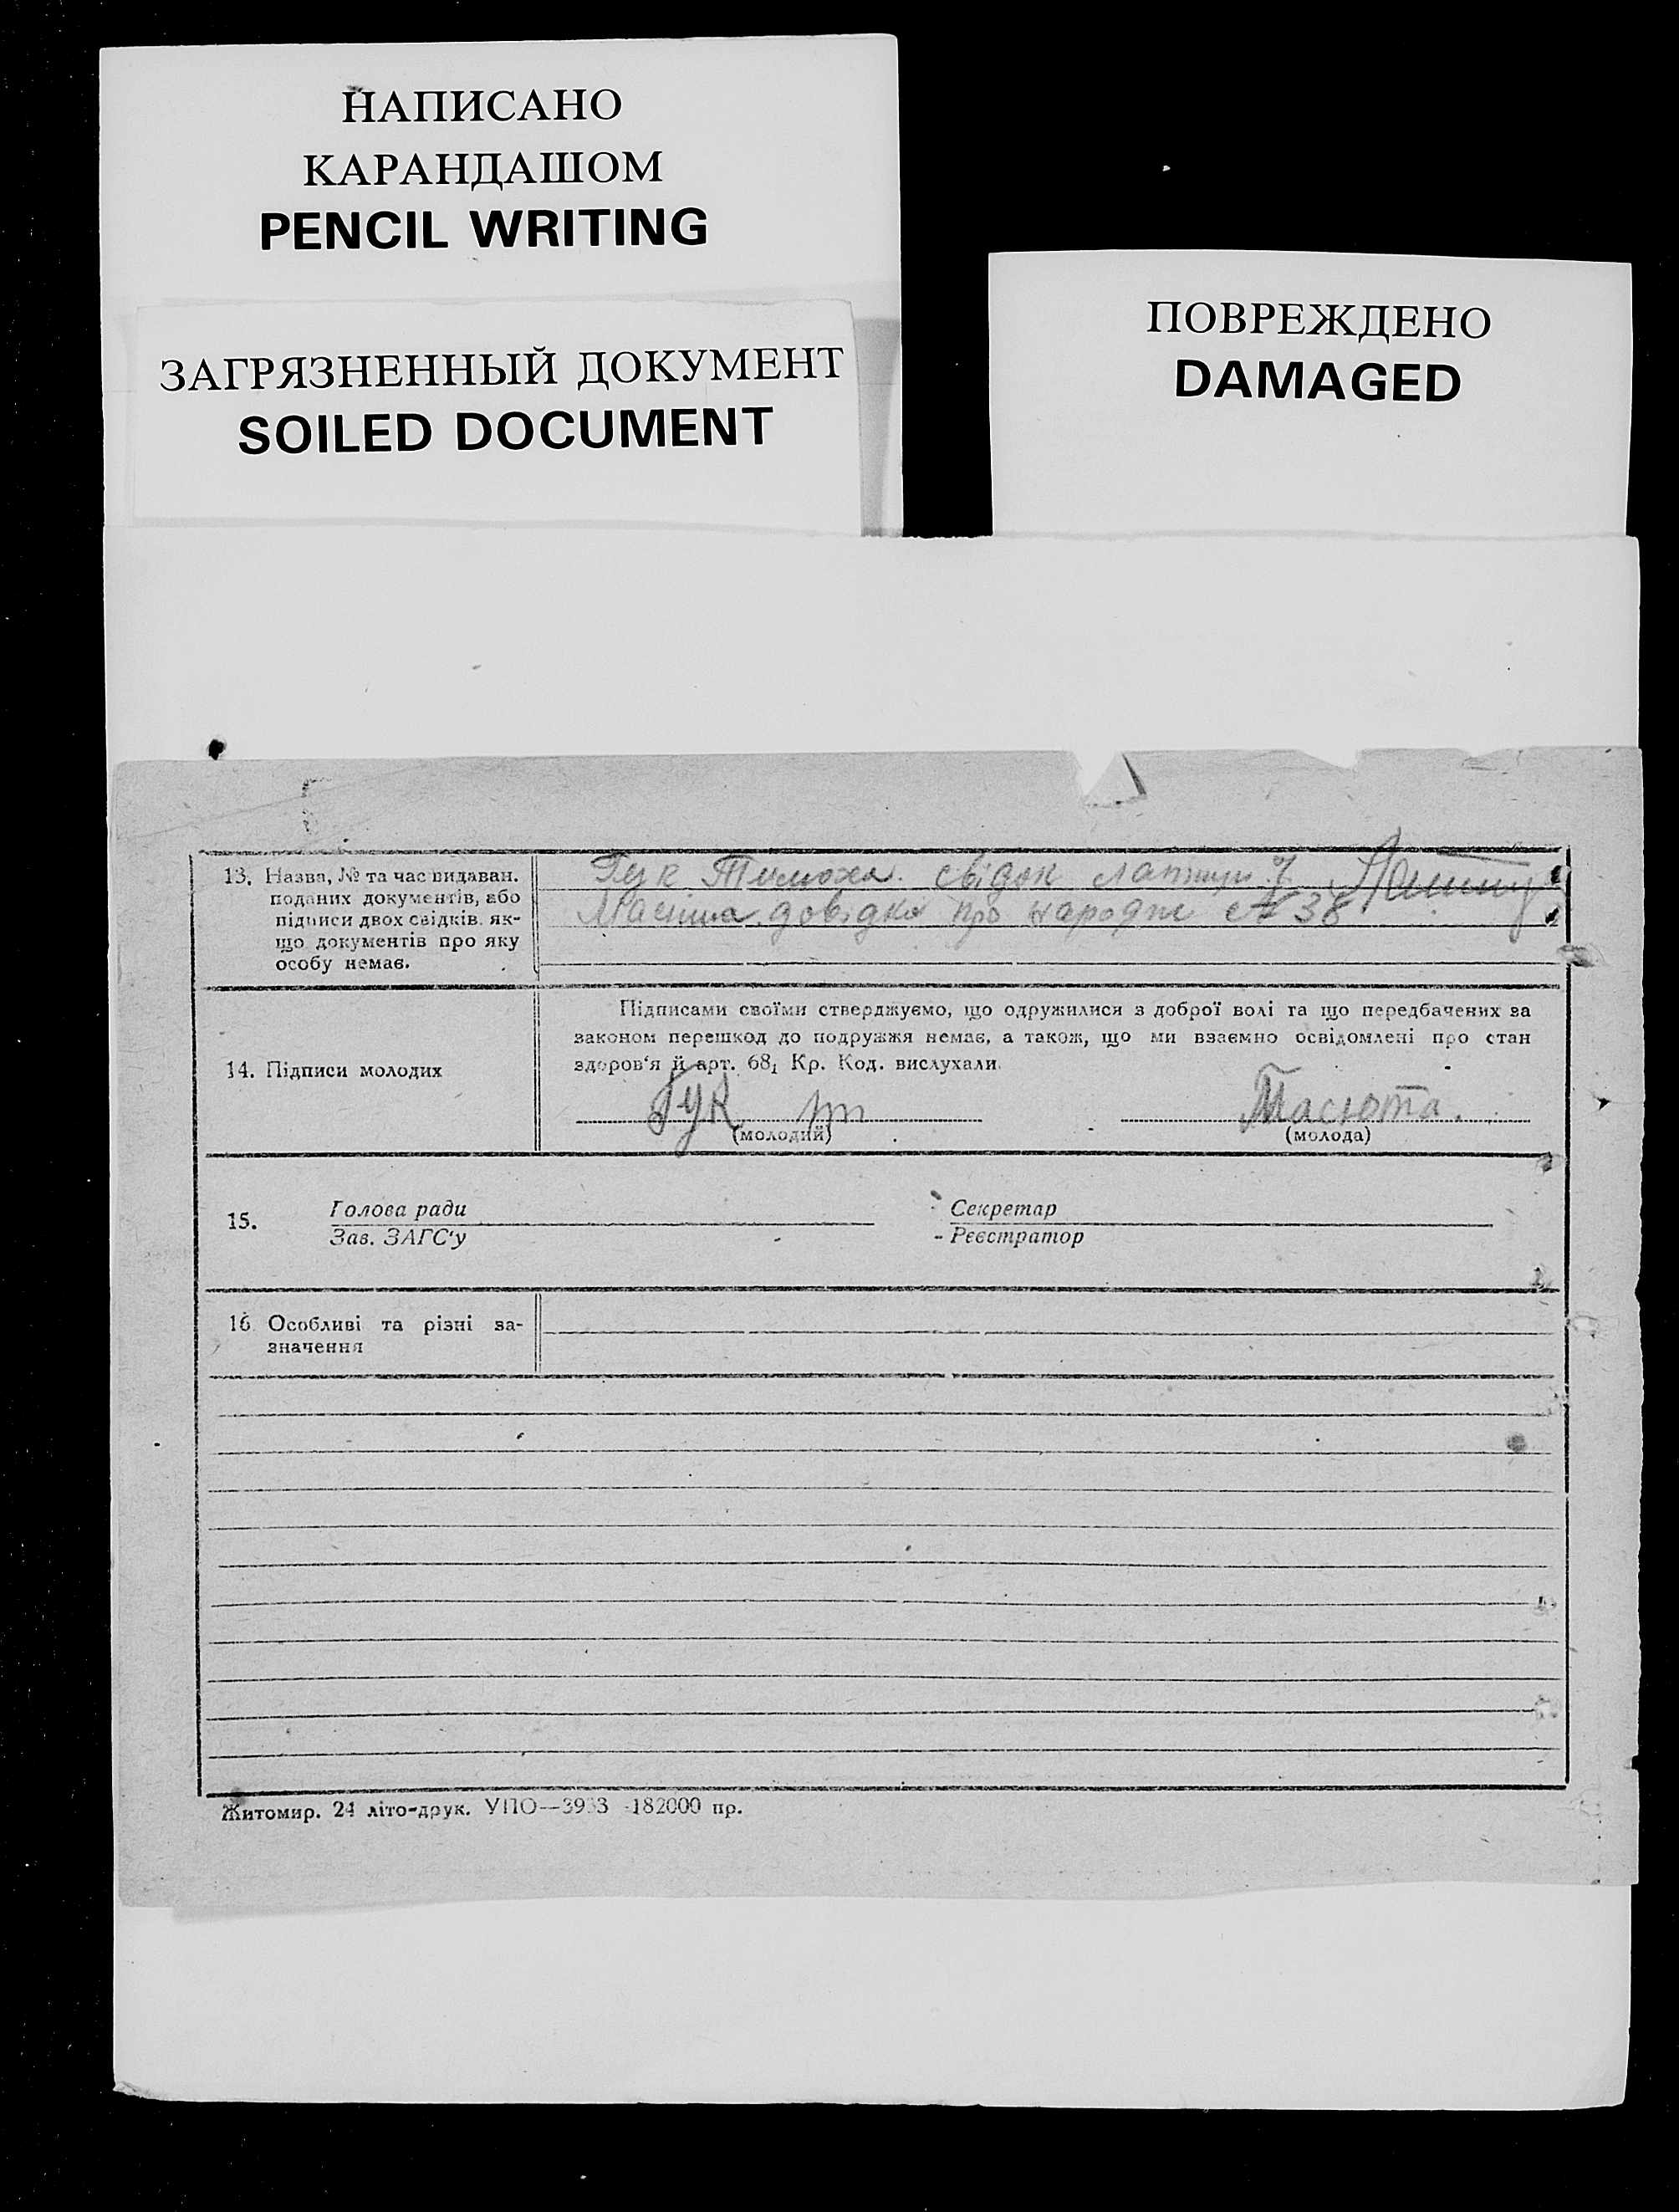 НАПИСАНО
КАРАНДАШОМ
PENCIL WRITING
ЗАГРЯЗНЕННЫЙ ДОКУМЕНТ
SOILED DOCUMENT
ПОВРЕЖДЕНО
DAMAGED
13. Назва, № та час видаван.
поданих документів, або
підписи двох свідків. як-
що документів про яку
особу немає.
Гук Тимоха. свідок
довідка про народж № 38
14. Підписи молодих
Підписами своїми стверджуємо, що одружилися з доброї волі та що передбачених за
законом перешкод до подружжя немає, а також, що ми взаємно освідомлені про стан
здоров'я й арт. 68₁ Кр. Код. вислухали.
Гук
Масюта.
(молодий)
(молода)
15.
Голова ради
Зав. ЗАГС'у
Секретар
Реєстратор
16. Особливі та різні за-
значення
Житомир. 24 літо-друк. УПО—3933 -182000 пр.